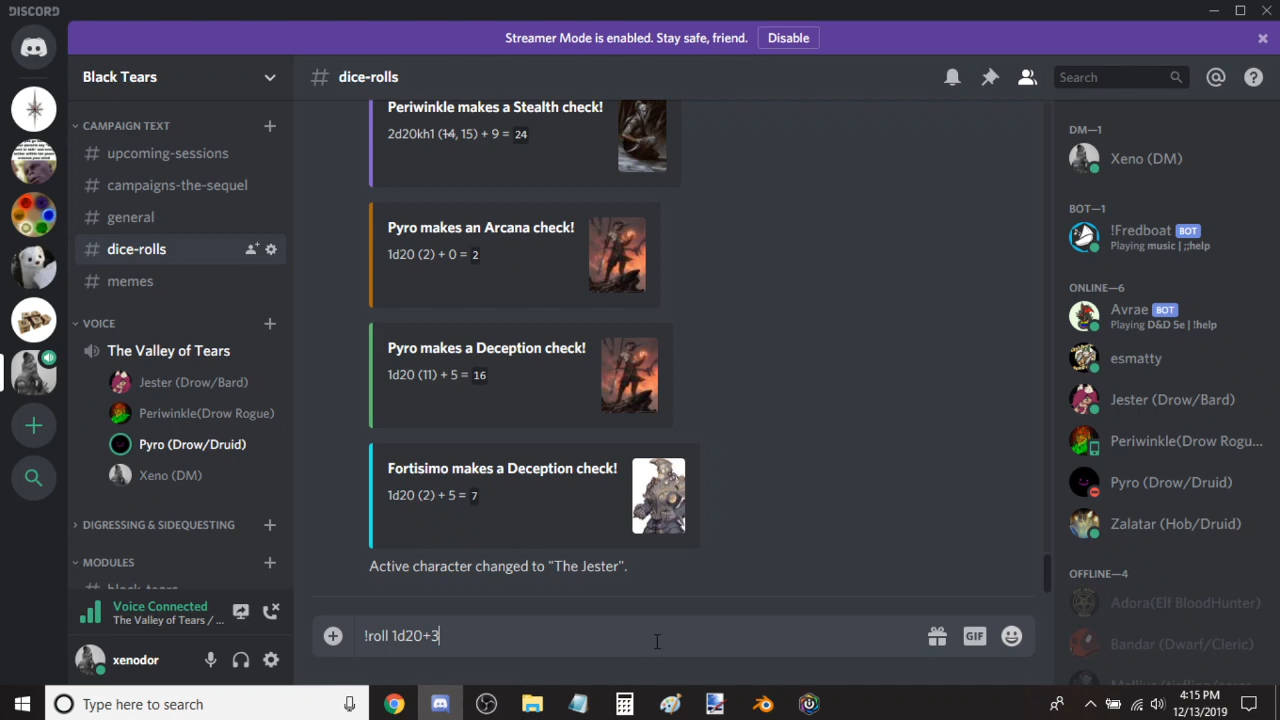 DISCORD
Streamer Mode is enabled. Stay safe, friend. Disable
Black Tears
CAMPAIGN TEXT
upcoming-sessions
campaigns-the-sequel
general
dice-rolls
memes
VOICE
The Valley of Tears
Jester (Drow/Bard)
Periwinkle(Drow Rogue)
Pyro (Drow/Druid)
Xeno (DM)
DIGRESSING & SIDEQUESTING
MODULES
black-tears
Voice Connected
The Valley of Tears / ...
xenodor
# dice-rolls
Search
Periwinkle makes a Stealth check!
2d20kh1 (14, 15) + 9 = 24
Pyro makes an Arcana check!
1d20 (2) + 0 = 2
Pyro makes a Deception check!
1d20 (11) + 5 = 16
Fortisimo makes a Deception check!
1d20 (2) + 5 = 7
Active character changed to "The Jester".
!roll 1d20+3
GIF
DM—1
Xeno (DM)
BOT—1
!Fredboat BOT
Playing music | ;;help
ONLINE—6
Avrae BOT
Playing D&D 5e | !help
esmatty
Jester (Drow/Bard)
Periwinkle(Drow Rogu...
Pyro (Drow/Druid)
Zalatar (Hob/Druid)
OFFLINE—4
Adora(Elf BloodHunter)
Bandar (Dwarf/Cleric)
Type here to search
4:15 PM
12/13/2019